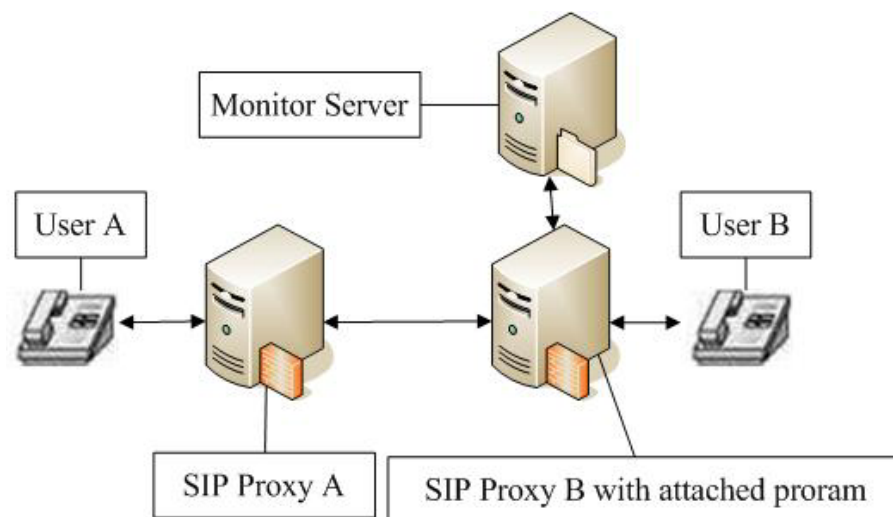 Monitor Server
User A
User B
SIP Proxy A
SIP Proxy B with attached proram